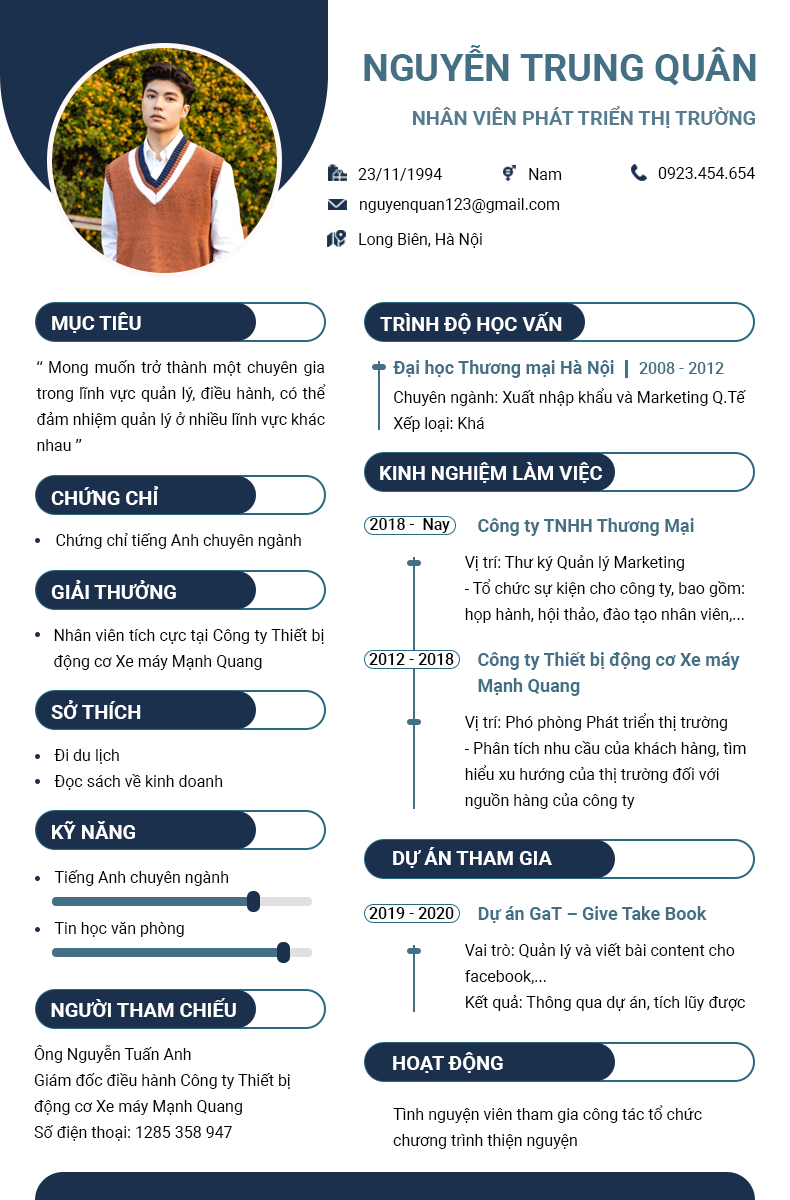 NGUYỄN TRUNG QUÂN
NHÂN VIÊN PHÁT TRIỂN THỊ TRƯỜNG
23/11/1994
Nam
0923.454.654
nguyenquan123@gmail.com
Long Biên, Hà Nội
MỤC TIÊU
“ Mong muốn trở thành một chuyên gia
trong lĩnh vực quản lý, điều hành, có thể
đảm nhiệm quản lý ở nhiều lĩnh vực khác
nhau ”
CHỨNG CHỈ
• Chứng chỉ tiếng Anh chuyên ngành
GIẢI THƯỞNG
• Nhân viên tích cực tại Công ty Thiết bị
động cơ Xe máy Mạnh Quang
SỞ THÍCH
• Đi du lịch
• Đọc sách về kinh doanh
KỸ NĂNG
• Tiếng Anh chuyên ngành
• Tin học văn phòng
NGƯỜI THAM CHIẾU
Ông Nguyễn Tuấn Anh
Giám đốc điều hành Công ty Thiết bị
động cơ Xe máy Mạnh Quang
Số điện thoại: 1285 358 947
TRÌNH ĐỘ HỌC VẤN
Đại học Thương mại Hà Nội | 2008 - 2012
Chuyên ngành: Xuất nhập khẩu và Marketing Q.Tế
Xếp loại: Khá
KINH NGHIỆM LÀM VIỆC
2018 - Nay Công ty TNHH Thương Mại
Vị trí: Thư ký Quản lý Marketing
- Tổ chức sự kiện cho công ty, bao gồm:
họp hành, hội thảo, đào tạo nhân viên,...
2012 - 2018 Công ty Thiết bị động cơ Xe máy
Mạnh Quang
Vị trí: Phó phòng Phát triển thị trường
- Phân tích nhu cầu của khách hàng, tìm
hiểu xu hướng của thị trường đối với
nguồn hàng của công ty
DỰ ÁN THAM GIA
2019 - 2020 Dự án GaT – Give Take Book
Vai trò: Quản lý và viết bài content cho
facebook,...
Kết quả: Thông qua dự án, tích lũy được
HOẠT ĐỘNG
Tình nguyện viên tham gia công tác tổ chức
chương trình thiện nguyện